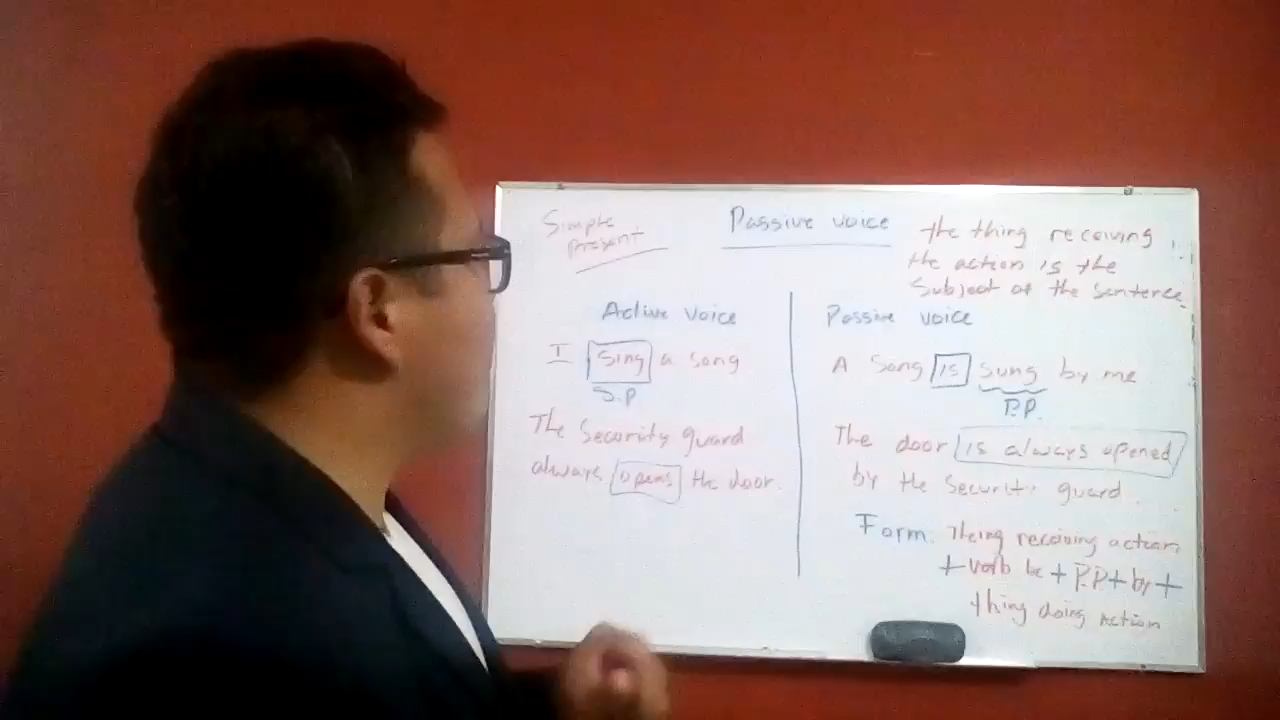 Simple
Present
Passive voice
the thing receiving
the action is the
Subject of the sentence.
Active voice
I sing a song
S.P
The Security guard
always opens the door.
Passive voice
A song is sung by me
P.P.
The door is always opened
by the Security guard.
Form: Thing receiving action
+ verb be + P.P + by +
thing doing action